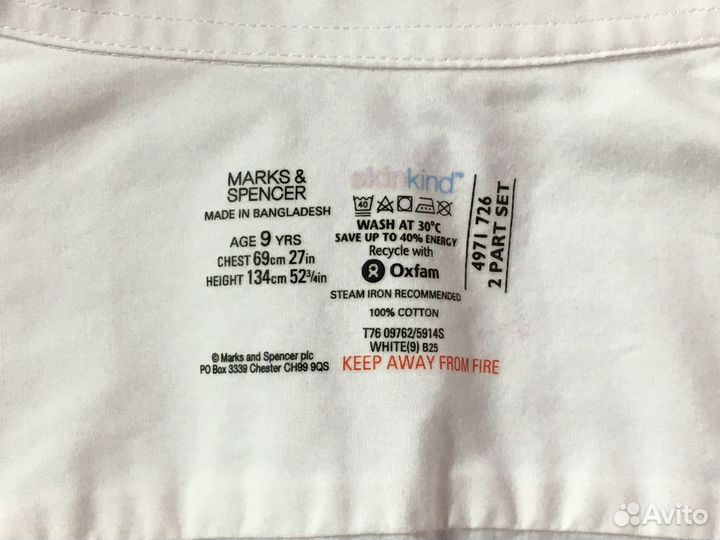 MARKS &
SPENCER
MADE IN BANGLADESH
AGE 9 YRS
CHEST 69cm 27in
HEIGHT 134cm 52¾in
© Marks and Spencer plc
PO Box 3339 Chester CH99 9QS
skinkind™
40
WASH AT 30°C
SAVE UP TO 40% ENERGY
Recycle with
Oxfam
STEAM IRON RECOMMENDED
100% COTTON
T76 09762/5914S
WHITE(9) B25
KEEP AWAY FROM FIRE
4971 726
2 PART SET
Avito